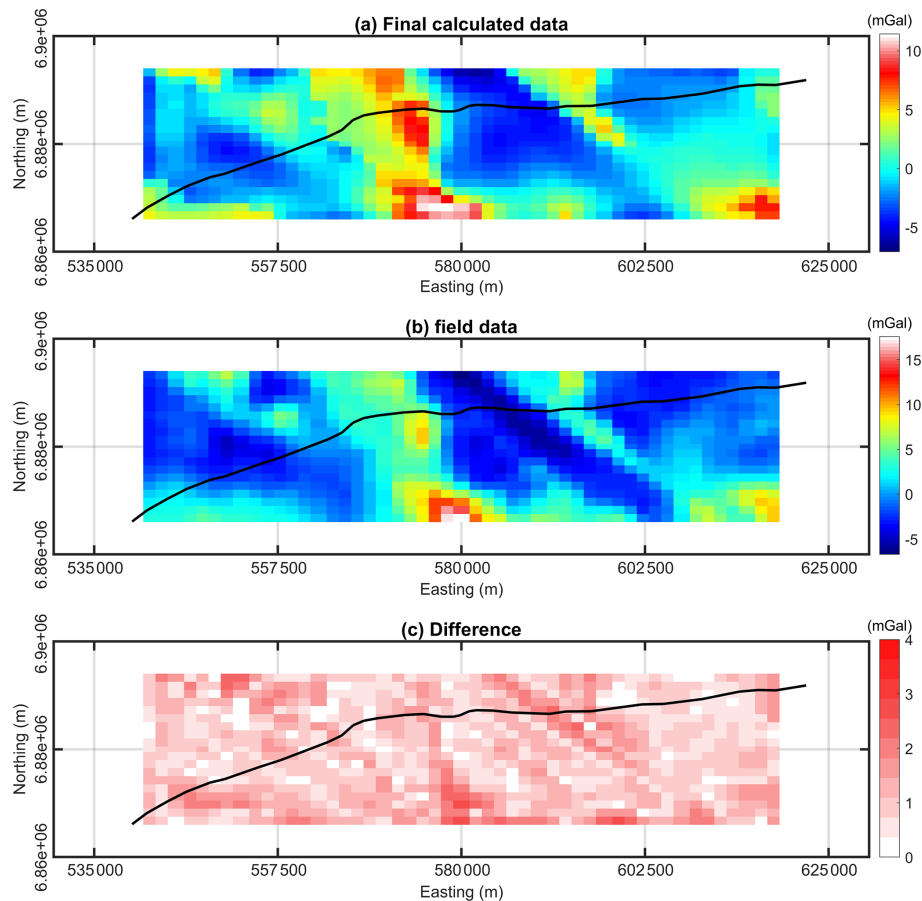 (a) Final calculated data
(mGal)
6.9e+06
6.88e+06
6.86e+06
Northing (m)
10
5
0
-5
535000
557500
580000
602500
625000
Easting (m)
(b) field data
(mGal)
6.9e+06
6.88e+06
6.86e+06
Northing (m)
15
10
5
0
-5
535000
557500
580000
602500
625000
Easting (m)
(c) Difference
(mGal)
6.9e+06
6.88e+06
6.86e+06
Northing (m)
4
3
2
1
0
535000
557500
580000
602500
625000
Easting (m)